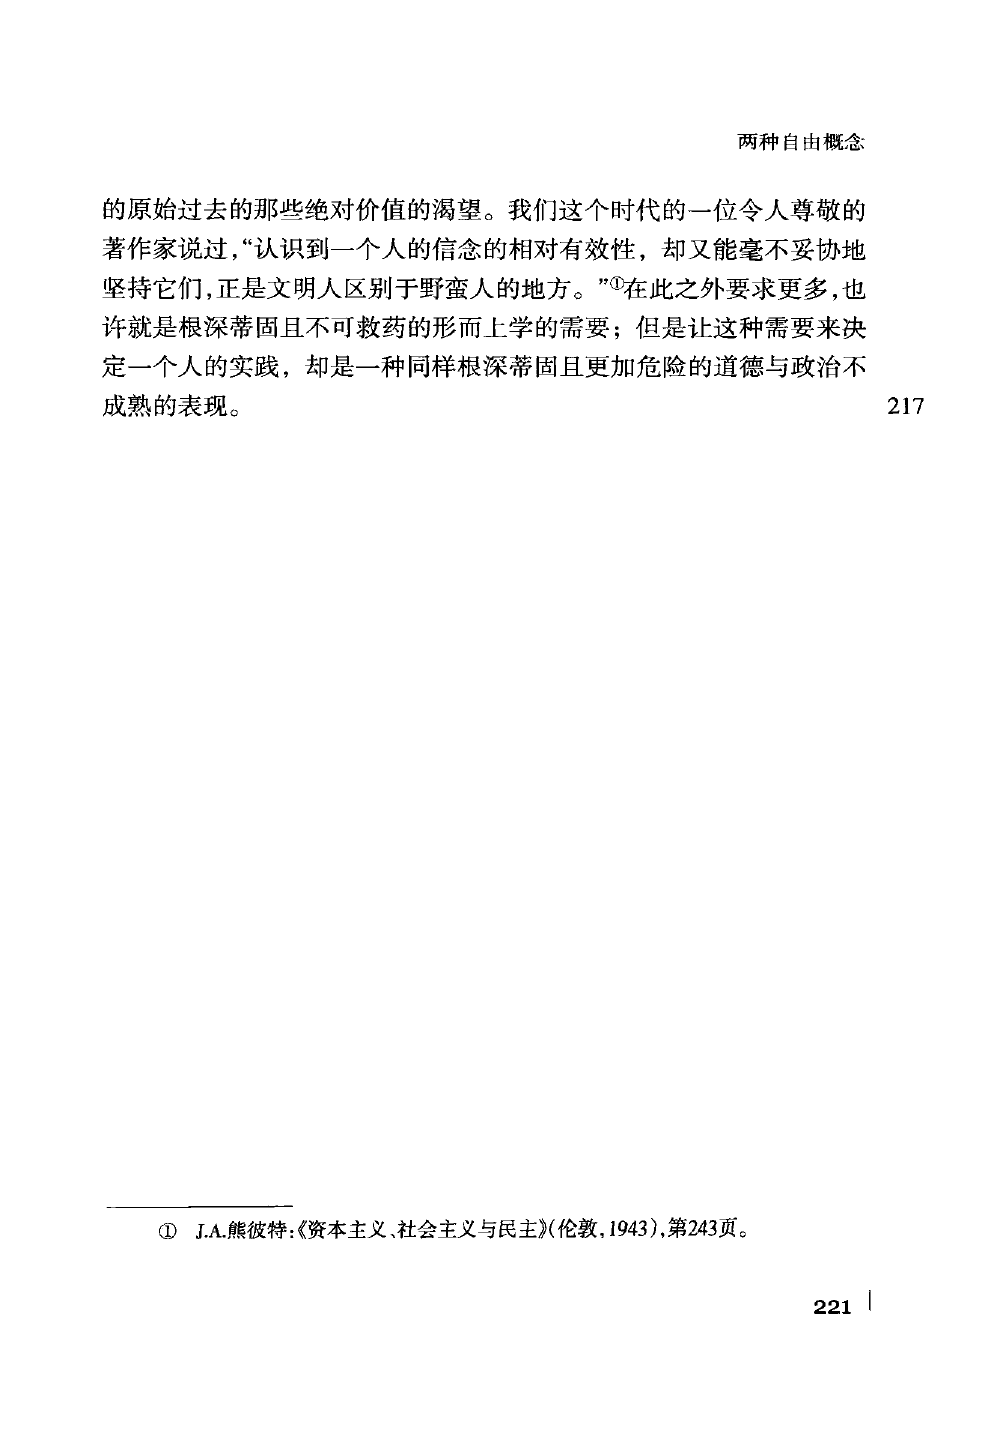 两种自由概念
的原始过去的那些绝对价值的渴望。我们这个时代的一位令人尊敬的
著作家说过,“认识到一个人的信念的相对有效性，却又能毫不妥协地
坚持它们,正是文明人区别于野蛮人的地方。”①在此之外要求更多,也
许就是根深蒂固且不可救药的形而上学的需要；但是让这种需要来决
定一个人的实践，却是一种同样根深蒂固且更加危险的道德与政治不
成熟的表现。 217
① J.A.熊彼特:《资本主义、社会主义与民主》(伦敦,1943),第243页。
221